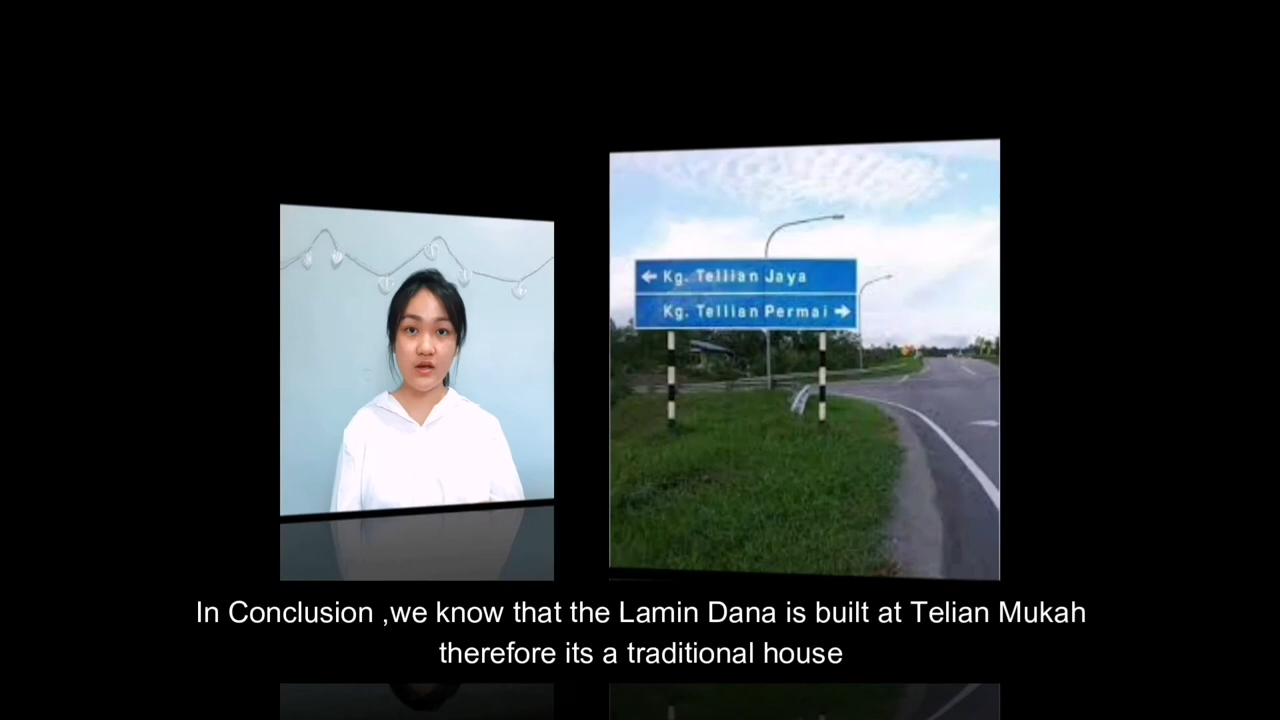 ← Kg. Tellian Jaya
Kg. Tellian Permai →
In Conclusion ,we know that the Lamin Dana is built at Telian Mukah
therefore its a traditional house